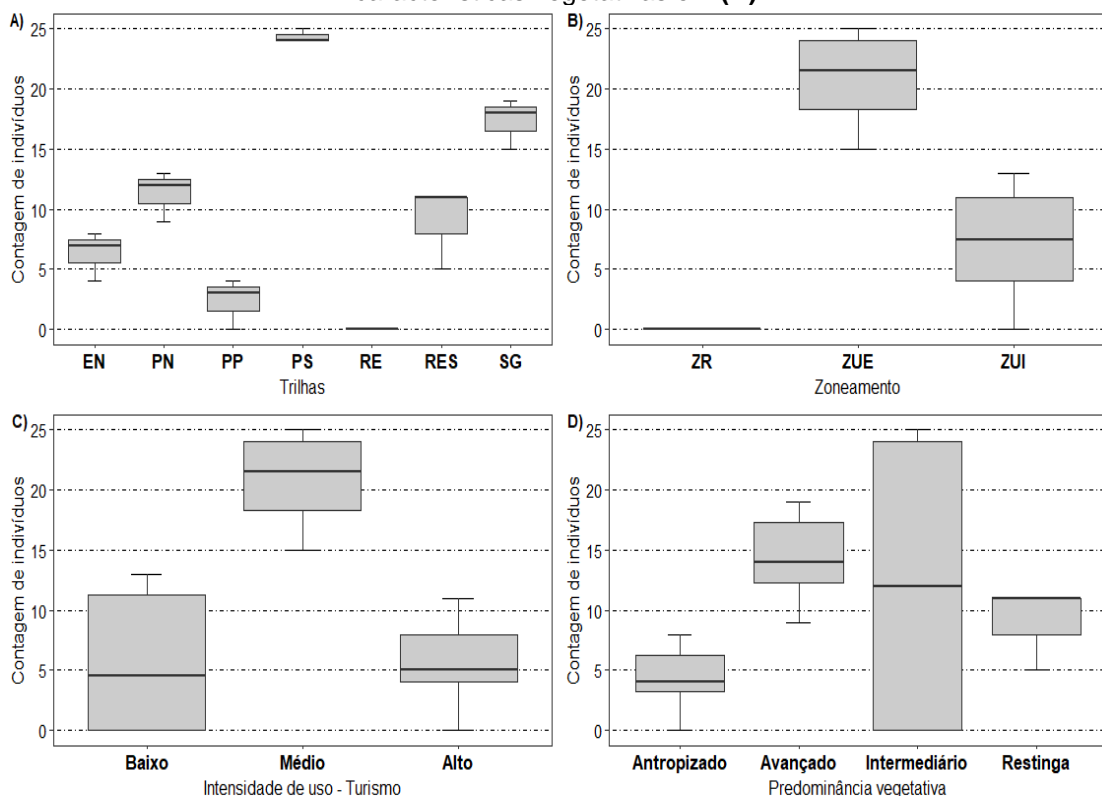 A)
Contagem de indivíduos
25
20
15
10
5
0
EN PN PP PS RE RES SG
Trilhas
B)
Contagem de indivíduos
25
20
15
10
5
0
ZR ZUE ZUI
Zoneamento
C)
Contagem de indivíduos
25
20
15
10
5
0
Baixo Médio Alto
Intensidade de uso - Turismo
D)
Contagem de indivíduos
25
20
15
10
5
0
Antropizado Avançado Intermediário Restinga
Predominância vegetativa